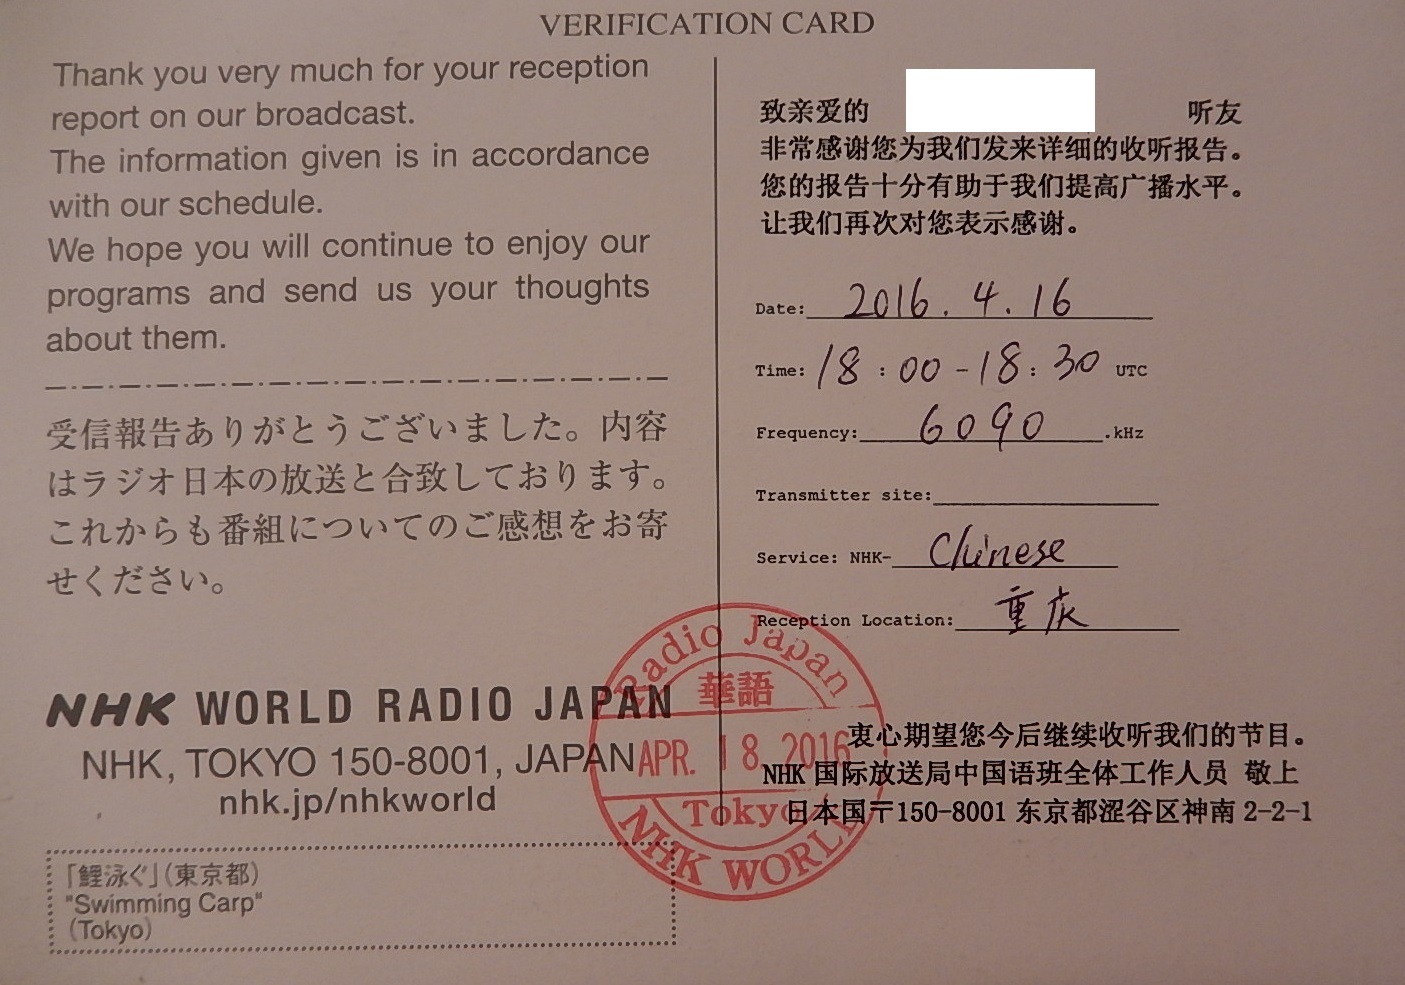 VERIFICATION CARD
Thank you very much for your reception
report on our broadcast.
The information given is in accordance
with our schedule.
We hope you will continue to enjoy our
programs and send us your thoughts
about them.
受信報告ありがとうございました。内容
はラジオ日本の放送と合致しております。
これからも番組についてのご感想をお寄
せください。
NHK WORLD RADIO JAPAN
NHK, TOKYO 150-8001, JAPAN
nhk.jp/nhkworld
「鯉泳ぐ」(東京都)
"Swimming Carp"
(Tokyo)
致亲爱的 听友
非常感谢您为我们发来详细的收听报告。
您的报告十分有助于我们提高广播水平。
让我们再次对您表示感谢。
Date: 2016.4.16
Time: 18:00-18:30 UTC
Frequency: 6090 .kHz
Transmitter site:
Service: NHK- Chinese
Reception Location: 重庆
Radio Japan
華語
APR. 18. 2016
Tokyo
NHK WORLD
衷心期望您今后继续收听我们的节目。
NHK 国际放送局中国语班全体工作人员 敬上
日本国〒150-8001 东京都涩谷区神南 2-2-1